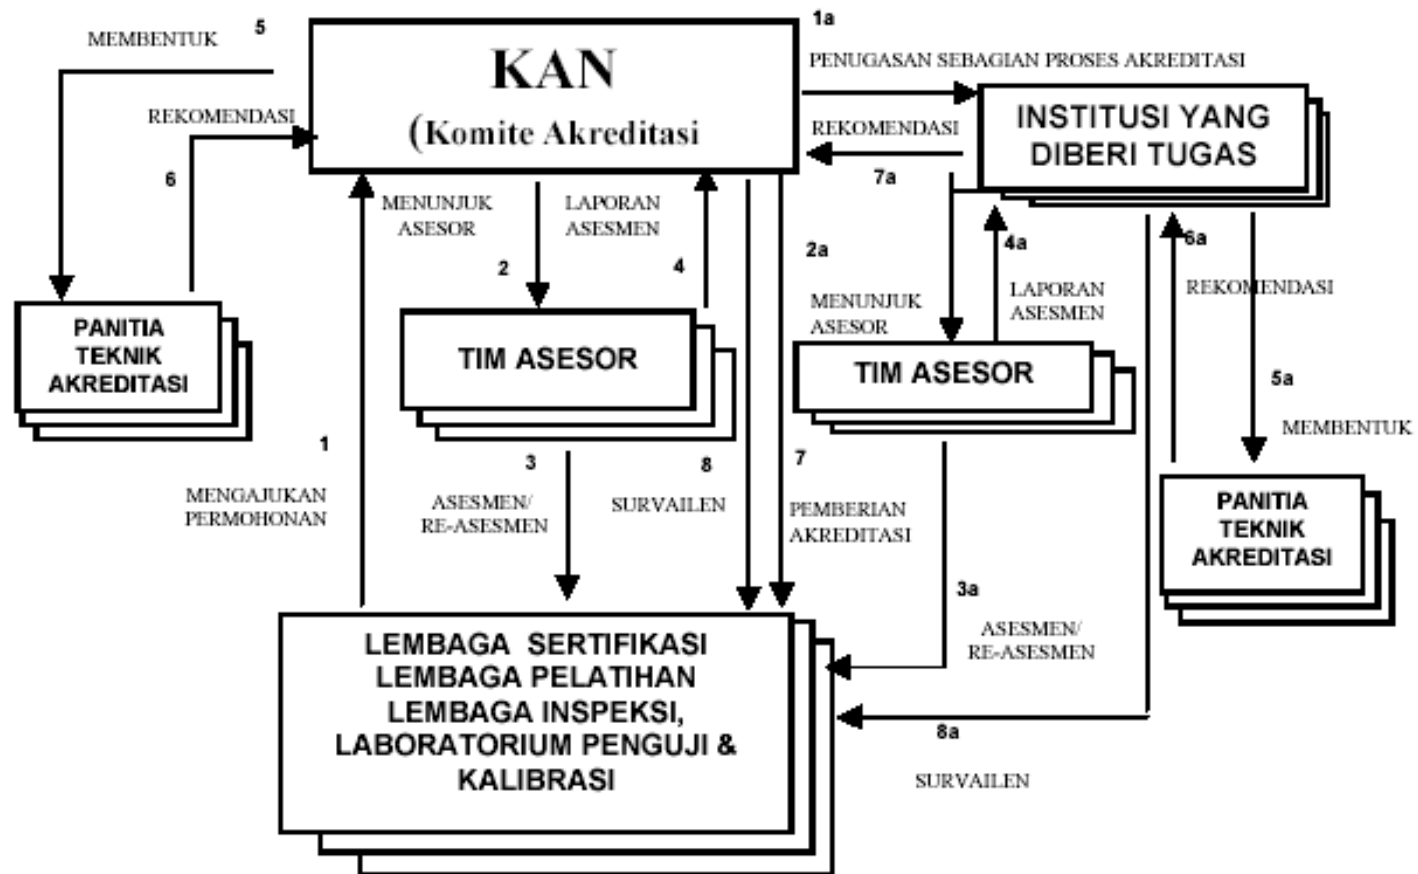 5
MEMBENTUK
1a
KAN
(Komite Akreditasi
PENUGASAN SEBAGIAN PROSES AKREDITASI
INSTITUSI YANG
DIBERI TUGAS
REKOMENDASI
6
REKOMENDASI
7a
MENUNJUK
ASESOR
2
LAPORAN
ASESMEN
4
2a
4a
6a
MENUNJUK
ASESOR
LAPORAN
ASESMEN
REKOMENDASI
PANITIA
TEKNIK
AKREDITASI
TIM ASESOR
TIM ASESOR
5a
MEMBENTUK
1
MENGAJUKAN
PERMOHONAN
3
ASESMEN/
RE-ASESMEN
8
SURVAILEN
7
PEMBERIAN
AKREDITASI
PANITIA
TEKNIK
AKREDITASI
3a
ASESMEN/
RE-ASESMEN
LEMBAGA SERTIFIKASI
LEMBAGA PELATIHAN
LEMBAGA INSPEKSI,
LABORATORIUM PENGUJI &
KALIBRASI
8a
SURVAILEN